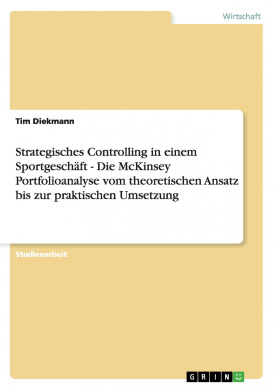 Wirtschaft
Tim Diekmann
Strategisches Controlling in einem
Sportgeschäft - Die McKinsey
Portfolioanalyse vom theoretischen Ansatz
bis zur praktischen Umsetzung
Studienarbeit
GRIN